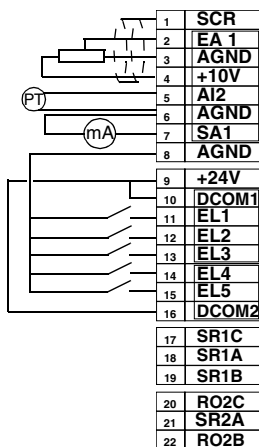 1 SCR
2 EA 1
3 AGND
4 +10V
PT
5 AI2
6 AGND
mA
7 SA1
8 AGND
9 +24V
10 DCOM1
11 EL1
12 EL2
13 EL3
14 EL4
15 EL5
16 DCOM2
17 SR1C
18 SR1A
19 SR1B
20 RO2C
21 SR2A
22 RO2B